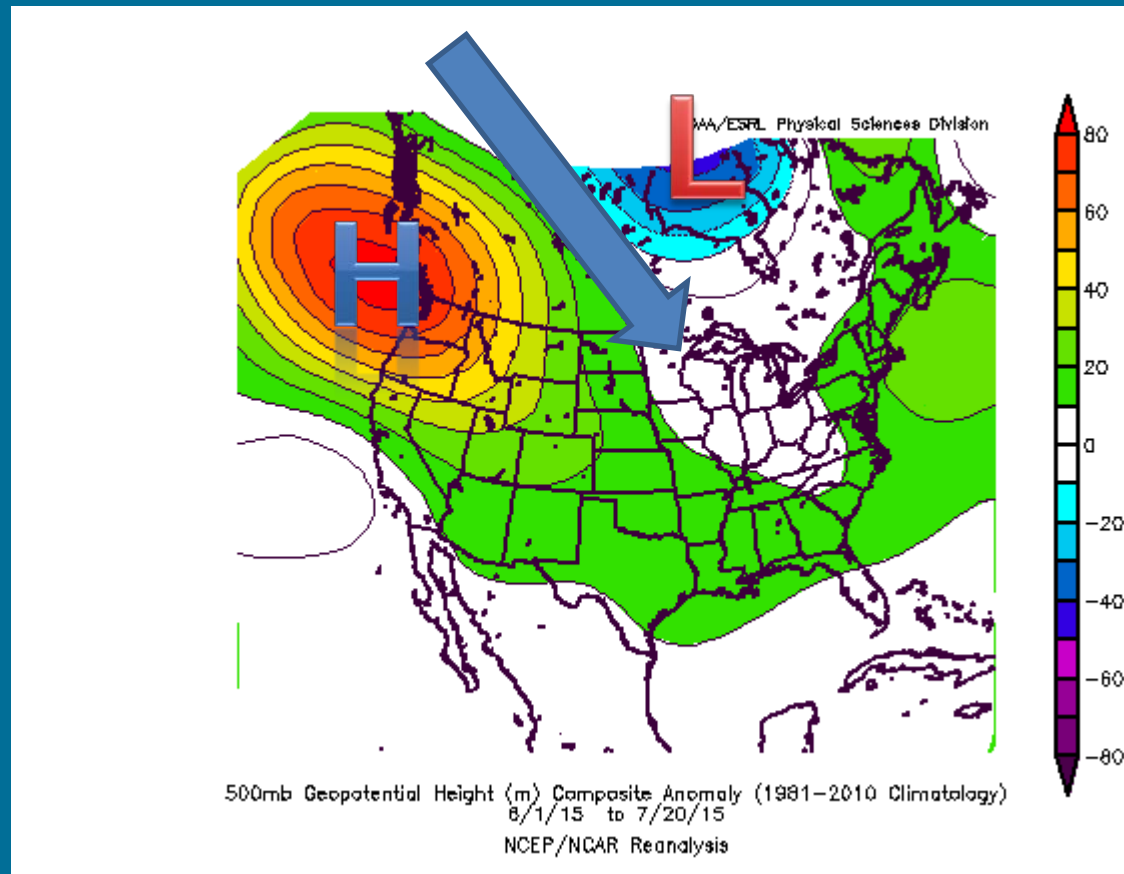 L
AA/ESRL Physical Sciences Division
H
80
60
40
20
0
-20
-40
-60
-80
500mb Geopotential Height (m) Composite Anomaly (1981-2010 Climatology)
6/1/15 to 7/20/15
NCEP/NCAR Reanalysis